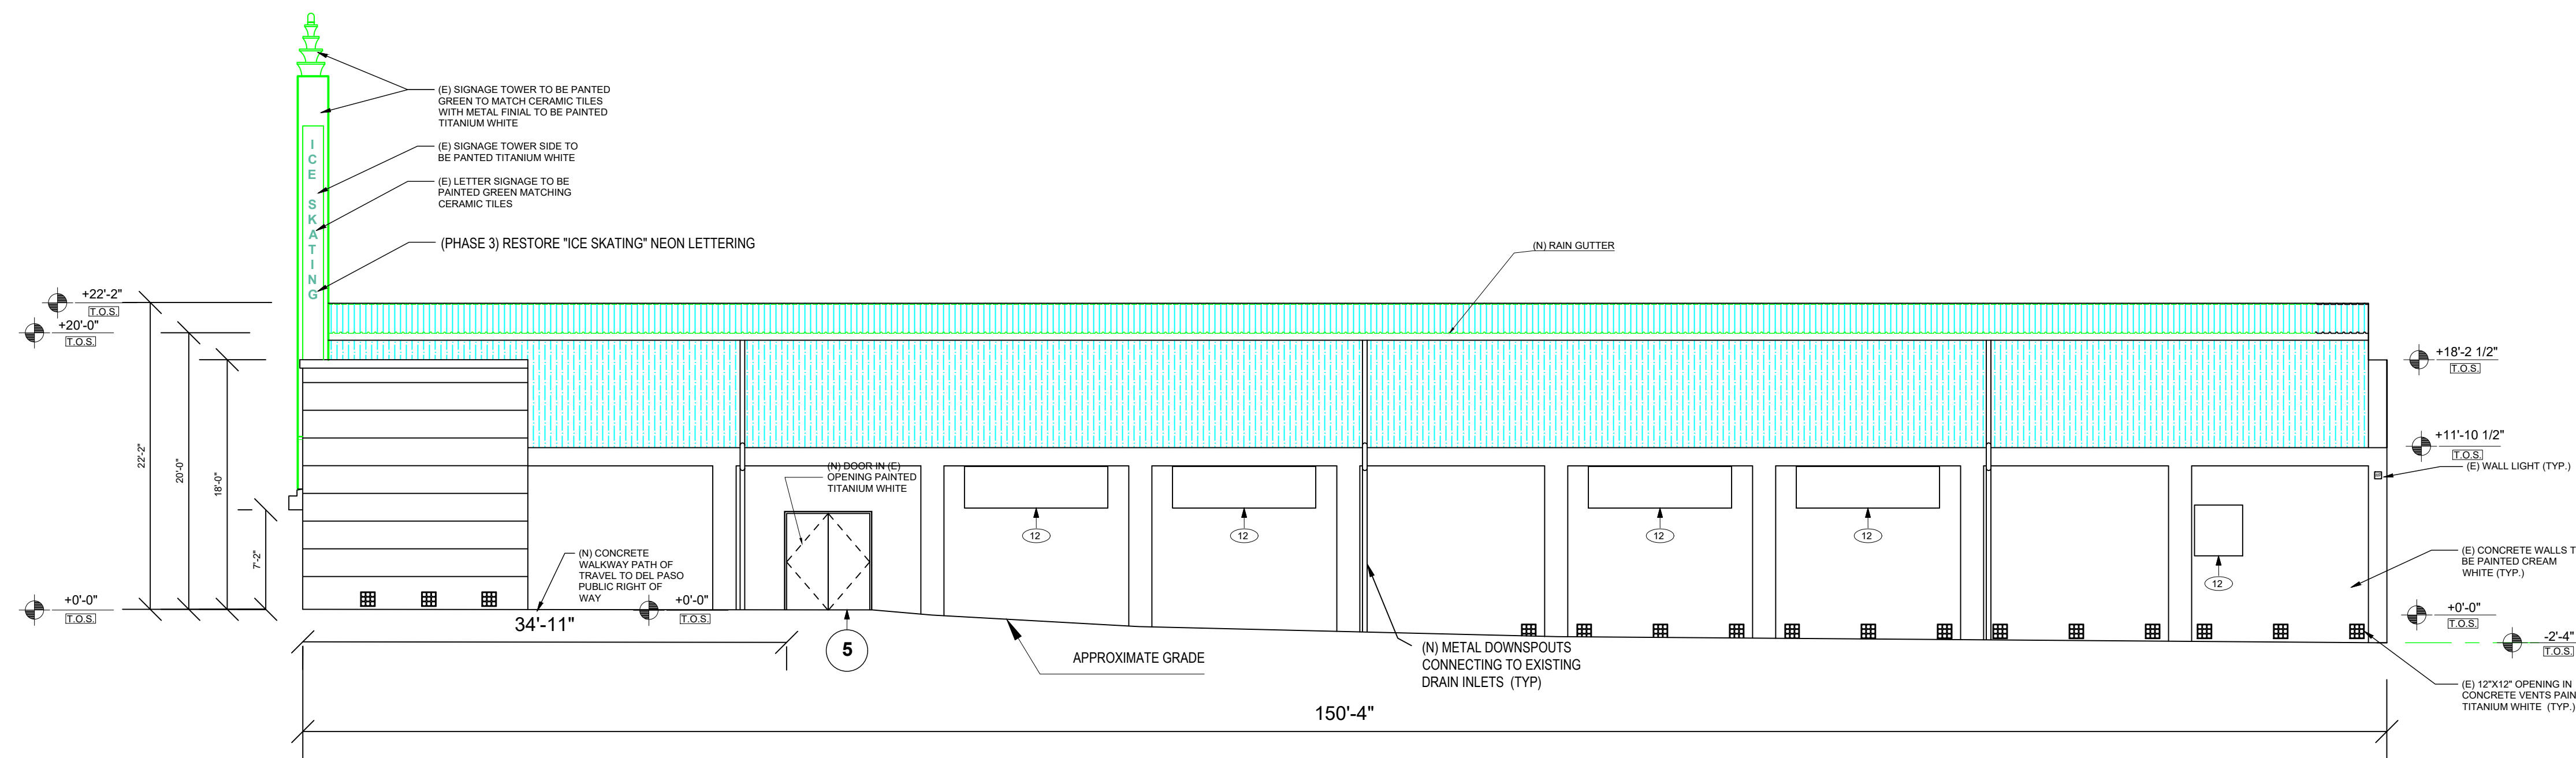 (E) SIGNAGE TOWER TO BE PANTED
GREEN TO MATCH CERAMIC TILES
WITH METAL FINIAL TO BE PAINTED
TITANIUM WHITE
(E) SIGNAGE TOWER SIDE TO
BE PANTED TITANIUM WHITE
(E) LETTER SIGNAGE TO BE
PAINTED GREEN MATCHING
CERAMIC TILES
(PHASE 3) RESTORE "ICE SKATING" NEON LETTERING
ICE SKATING
(N) RAIN GUTTER
+22'-2"
T.O.S.
+20'-0"
T.O.S.
22'-2"
20'-0"
18'-0"
7'-2"
+0'-0"
T.O.S.
+18'-2 1/2"
T.O.S.
+11'-10 1/2"
T.O.S.
(E) WALL LIGHT (TYP.)
(N) DOOR IN (E)
OPENING PAINTED
TITANIUM WHITE
12
12
12
12
12
(N) CONCRETE
WALKWAY PATH OF
TRAVEL TO DEL PASO
PUBLIC RIGHT OF
WAY
+0'-0"
T.O.S.
(E) CONCRETE WALLS T
BE PAINTED CREAM
WHITE (TYP.)
+0'-0"
T.O.S.
-2'-4"
T.O.S.
34'-11"
5
APPROXIMATE GRADE
(N) METAL DOWNSPOUTS
CONNECTING TO EXISTING
DRAIN INLETS (TYP)
(E) 12"X12" OPENING IN
CONCRETE VENTS PAIN
TITANIUM WHITE (TYP.)
150'-4"